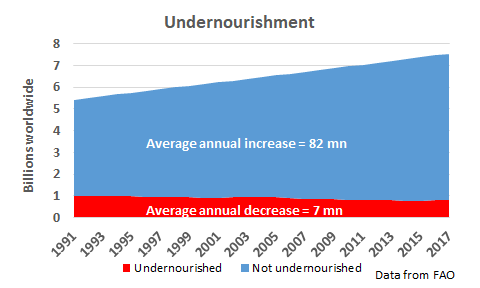 Undernourishment
8
7
6
5
4
3
2
1
0
Billions worldwide
Average annual increase = 82 mn
Average annual decrease = 7 mn
1991 1993 1995 1997 1999 2001 2003 2005 2007 2009 2011 2013 2015 2017
Undernourished Not undernourished
Data from FAO